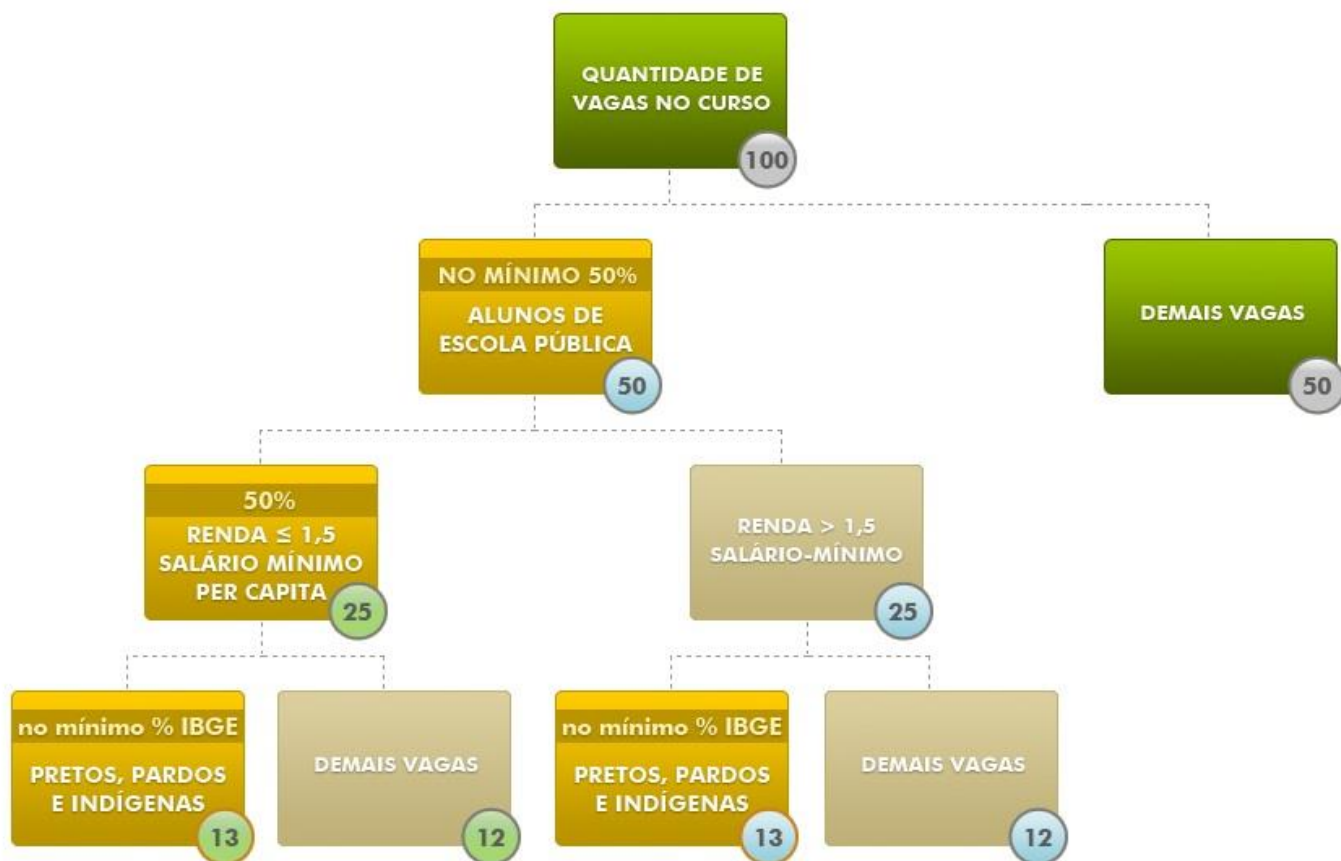 QUANTIDADE DE
VAGAS NO CURSO
100
NO MÍNIMO 50%
ALUNOS DE
ESCOLA PÚBLICA
50
DEMAIS VAGAS
50
50%
RENDA ≤ 1,5
SALÁRIO MÍNIMO
PER CAPITA
25
RENDA > 1,5
SALÁRIO-MÍNIMO
25
no mínimo % IBGE
PRETOS, PARDOS
E INDÍGENAS
13
DEMAIS VAGAS
12
no mínimo % IBGE
PRETOS, PARDOS
E INDÍGENAS
13
DEMAIS VAGAS
12